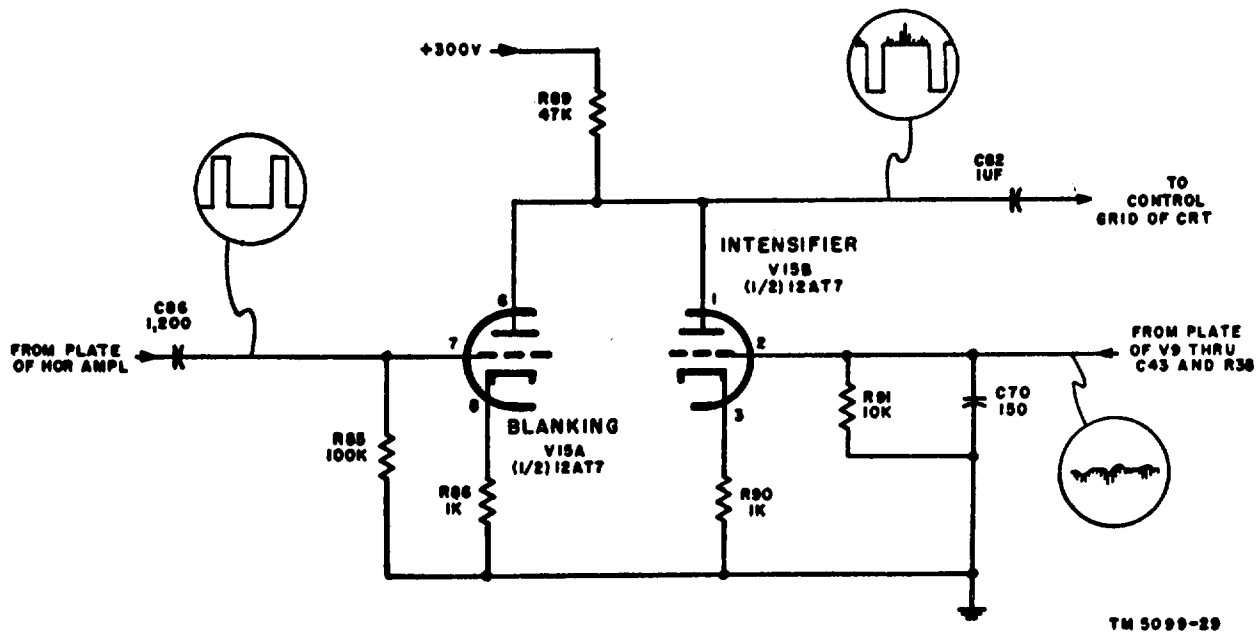 +300V
R89
47K
C82
1UF
TO
CONTROL
GRID OF CRT
INTENSIFIER
V15B
(1/2) 12AT7
C86
1,200
6
1
FROM PLATE
OF HOR AMPL
7
2
FROM PLATE
OF V9 THRU
C43 AND R38
8
3
R91
10K
C70
150
BLANKING
V15A
(1/2) 12AT7
R85
100K
R86
1K
R90
1K
TM 5099-29